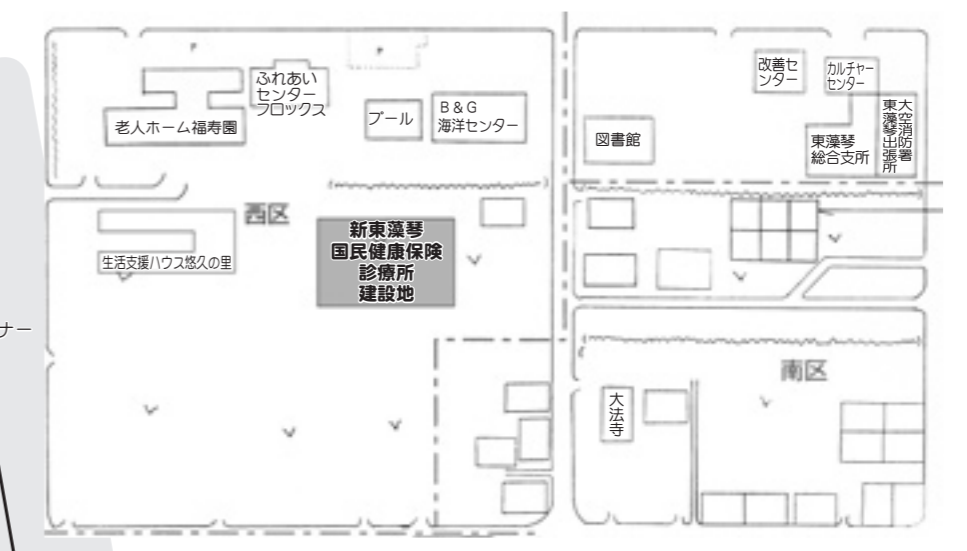 P
P
ふれあい
センター
フロックス
老人ホーム福寿園
プール
B&G
海洋センター
図書館
改善セ
ンター
カルチャー
センター
東藻琴
総合支所
大空消防署
東藻琴出張所
西区
新東藻琴
国民健康保険
診療所
建設地
生活支援ハウス悠久の里
ナー
南区
大法寺